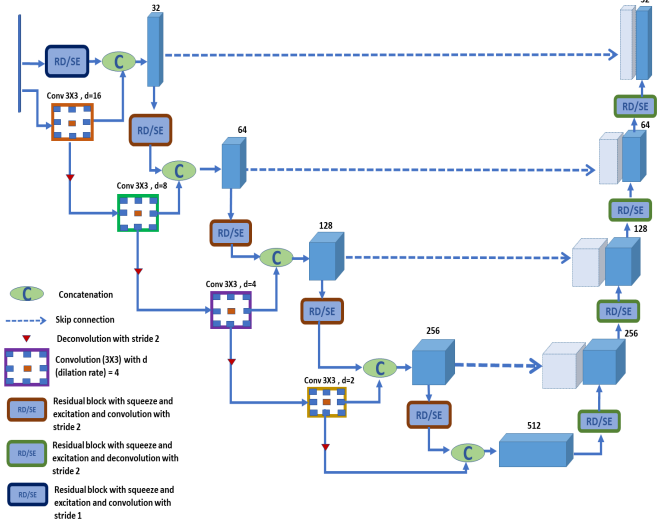 32
32
RD/SE
C
Conv 3X3 , d=16
RD/SE
RD/SE
64
64
C
Conv 3X3 , d=8
RD/SE
RD/SE
128
128
C
Conv 3X3 , d=4
C
Concatenation
RD/SE
RD/SE
Skip connection
256
256
Deconvolution with stride 2
C
Conv 3X3 , d=2
Convolution (3X3) with d
(dilation rate) = 4
RD/SE
RD/SE
512
C
RD/SE
Residual block with squeeze and
excitation and convolution with
stride 2
RD/SE
Residual block with squeeze and
excitation and deconvolution with
stride 2
RD/SE
Residual block with squeeze and
excitation and convolution with
stride 1